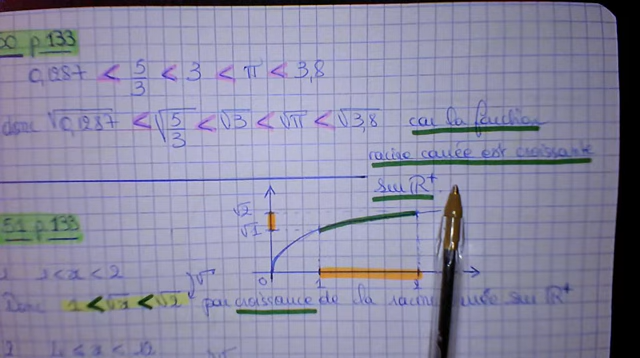 50 p 133
0,1287 < 5/3 < 3 < π < 3,8
donc √0,1287 < √5/3 < √3 < √π < √3,8 car la fonction
racine carrée est croissante
sur ℝ⁺.
√2
√1
0 1 2
51 p 133
1 < x < 2
Donc 1 < √x < √2 par croissance de la racine carrée sur ℝ⁺